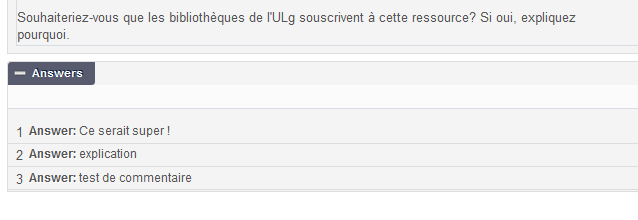 Souhaiteriez-vous que les bibliothèques de l'ULg souscrivent à cette ressource? Si oui, expliquez
pourquoi.
Answers
1 Answer: Ce serait super !
2 Answer: explication
3 Answer: test de commentaire